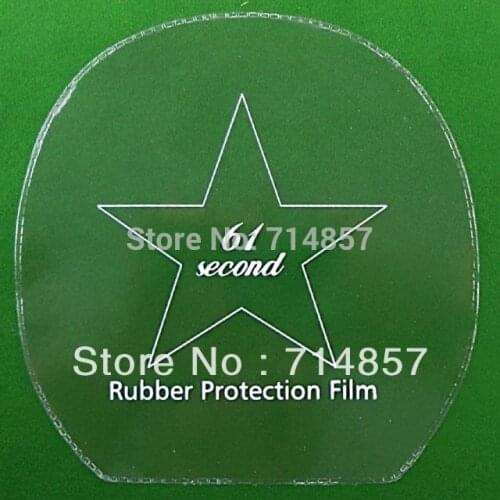 61
Store No: 714857
second
Store No : 714857
Rubber Protection Film